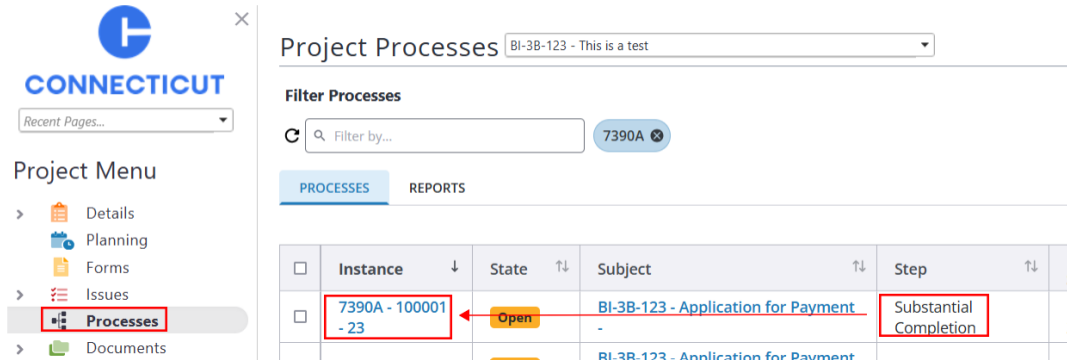 CONNECTICUT
Recent Pages...
Project Menu
Details
Planning
Forms
Issues
Processes
Documents
Project Processes BI-3B-123 - This is a test
Filter Processes
Filter by... 7390A
PROCESSES REPORTS
Instance State Subject Step
7390A - 100001 - 23 Open BI-3B-123 - Application for Payment - Substantial Completion
BI-3B-123 - Application for Payment